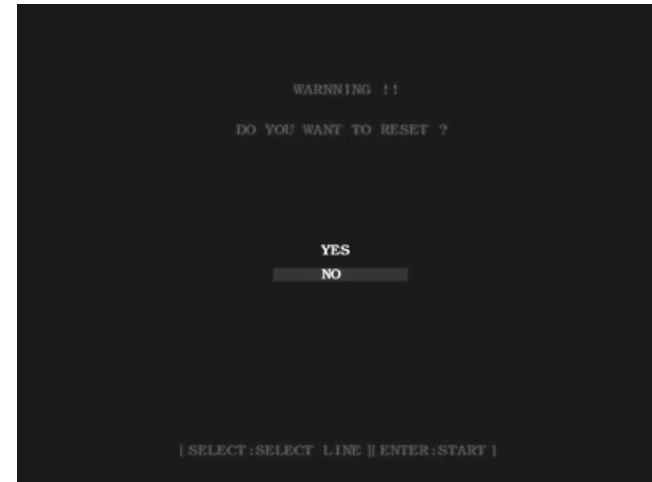 WARNNING !!
DO YOU WANT TO RESET ?
YES
NO
[ SELECT:SELECT LINE ][ ENTER:START ]